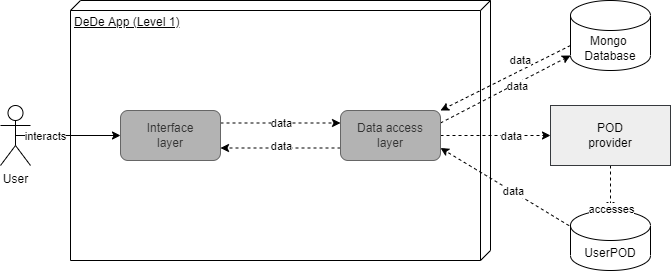 DeDe App (Level 1)
data
Mongo
Database
data
interacts
Interface
layer
data
data
Data access
layer
data
POD
provider
User
data
accesses
UserPOD